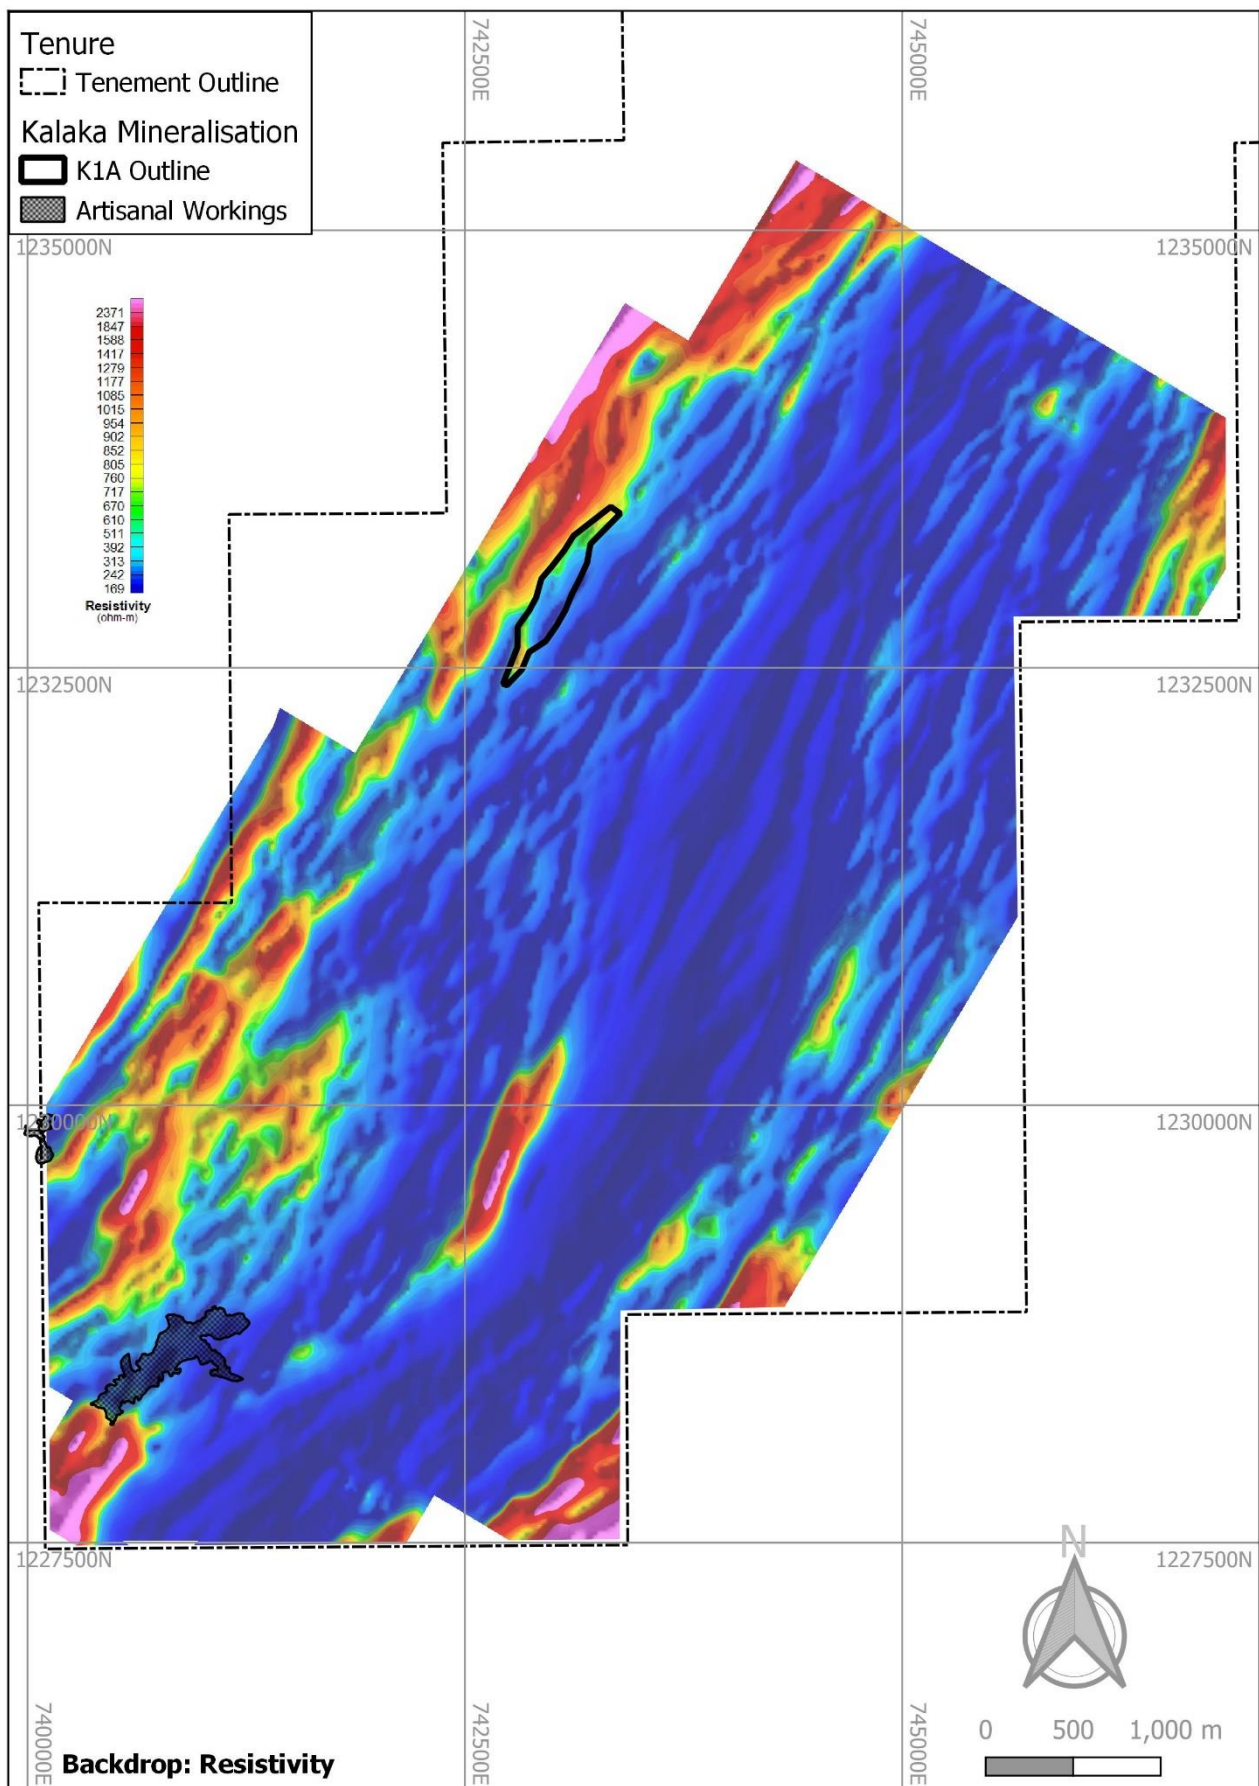 Tenure
Tenement Outline
Kalaka Mineralisation
K1A Outline
Artisanal Workings
742500E
745000E
1235000N
1235000N
2371
1847
1588
1417
1279
1177
1085
1015
954
902
852
805
760
717
670
610
511
392
313
242
169
Resistivity
(ohm-m)
1232500N
1232500N
1230000N
1230000N
1227500N
1227500N
N
740000E
742500E
745000E
0 500 1,000 m
Backdrop: Resistivity